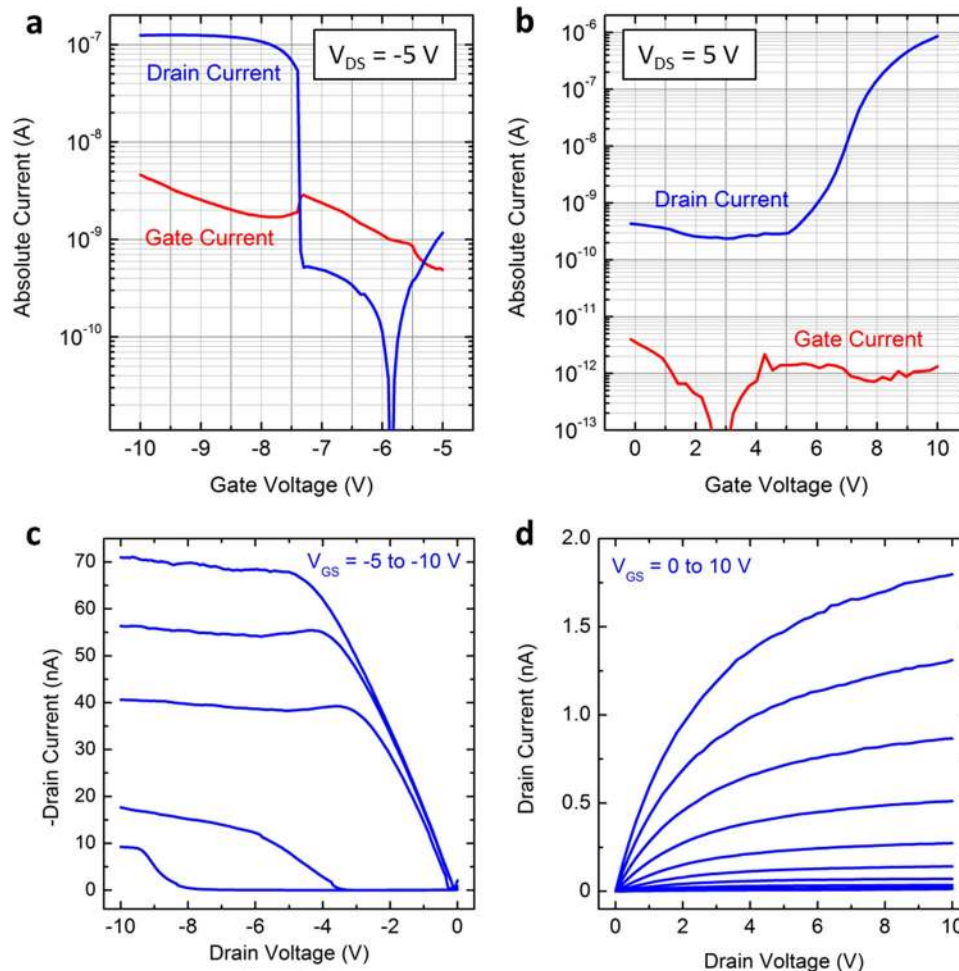 a
V_DS = -5 V
Drain Current
Gate Current
10^-7
10^-8
10^-9
10^-10
Absolute Current (A)
-10 -9 -8 -7 -6 -5
Gate Voltage (V)
b
V_DS = 5 V
Drain Current
Gate Current
10^-6
10^-7
10^-8
10^-9
10^-10
10^-11
10^-12
10^-13
Absolute Current (A)
0 2 4 6 8 10
Gate Voltage (V)
c
V_GS = -5 to -10 V
70
60
50
40
30
20
10
0
-Drain Current (nA)
-10 -8 -6 -4 -2 0
Drain Voltage (V)
d
V_GS = 0 to 10 V
2.0
1.5
1.0
0.5
0
Drain Current (nA)
0 2 4 6 8 10
Drain Voltage (V)